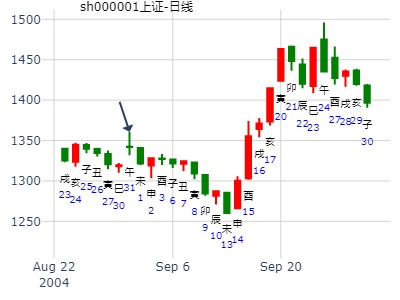 sh000001上证-日线
1500
1450
1400
1350
1300
1250
戌
23
亥
24
子
25
丑
26
寅
27
巳
30
午
31
未
1
申
2
酉
3
子
6
丑
7
寅
8
卯
9
辰
10
未
13
申
14
酉
15
戌
16
亥
17
寅
20
卯
21
辰
22
巳
23
午
24
酉
27
戌
28
亥
29
子
30
Aug 22
2004
Sep 6
Sep 20